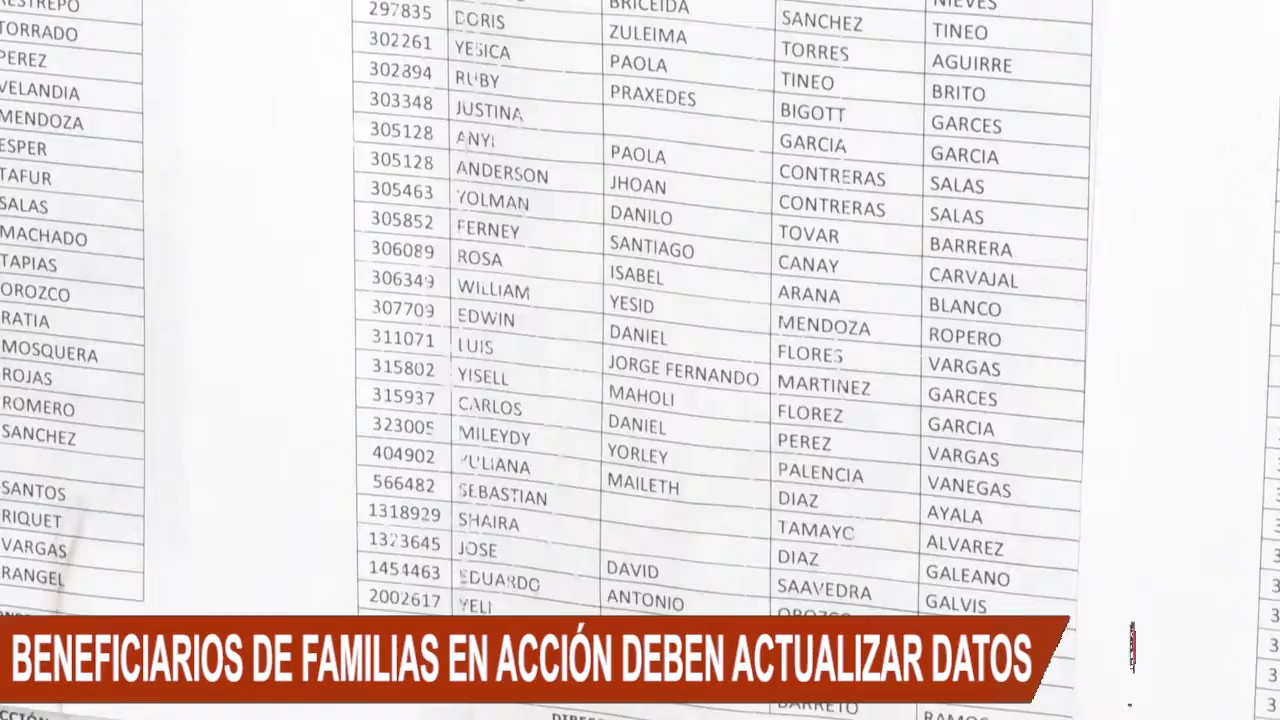 TORRADO
PEREZ
VELANDIA
MENDOZA
ESPER
TAFUR
SALAS
MACHADO
TAPIAS
OROZCO
RATIA
MOSQUERA
ROJAS
ROMERO
SANCHEZ
SANTOS
RIQUET
VARGAS
RANGEL
NIEVES
BRICEIDA SANCHEZ TINEO
297835 DORIS ZULEIMA TORRES AGUIRRE
302261 YESICA PAOLA TINEO BRITO
302894 RUBY PRAXEDES BIGOTT GARCES
303348 JUSTINA GARCIA GARCIA
305128 ANYI PAOLA CONTRERAS SALAS
305128 ANDERSON JHOAN CONTRERAS SALAS
305463 YOLMAN DANILO TOVAR BARRERA
305852 FERNEY SANTIAGO CANAY CARVAJAL
306089 ROSA ISABEL ARANA BLANCO
306349 WILLIAM YESID MENDOZA ROPERO
307709 EDWIN DANIEL FLORES VARGAS
311071 LUIS JORGE FERNANDO MARTINEZ GARCES
315802 YISELL MAHOLI FLOREZ GARCIA
315937 CARLOS DANIEL PEREZ VARGAS
323005 MILEYDY YORLEY PALENCIA VANEGAS
404902 YULIANA MAILETH DIAZ AYALA
566482 SEBASTIAN TAMAYO ALVAREZ
1318929 SHAIRA DIAZ GALEANO
1323645 JOSE DAVID SAAVEDRA GALVIS
1454463 EDUARDO ANTONIO
2002617 YELI
BENEFICIARIOS DE FAMILIAS EN ACCIÓN DEBEN ACTUALIZAR DATOS
BARRETO RAMOS